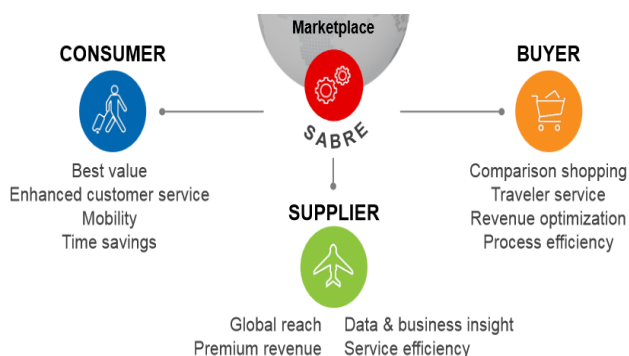 Marketplace
CONSUMER
BUYER
SABRE
Best value
Enhanced customer service
Mobility
Time savings
Comparison shopping
Traveler service
Revenue optimization
Process efficiency
SUPPLIER
Global reach Data & business insight
Premium revenue Service efficiency